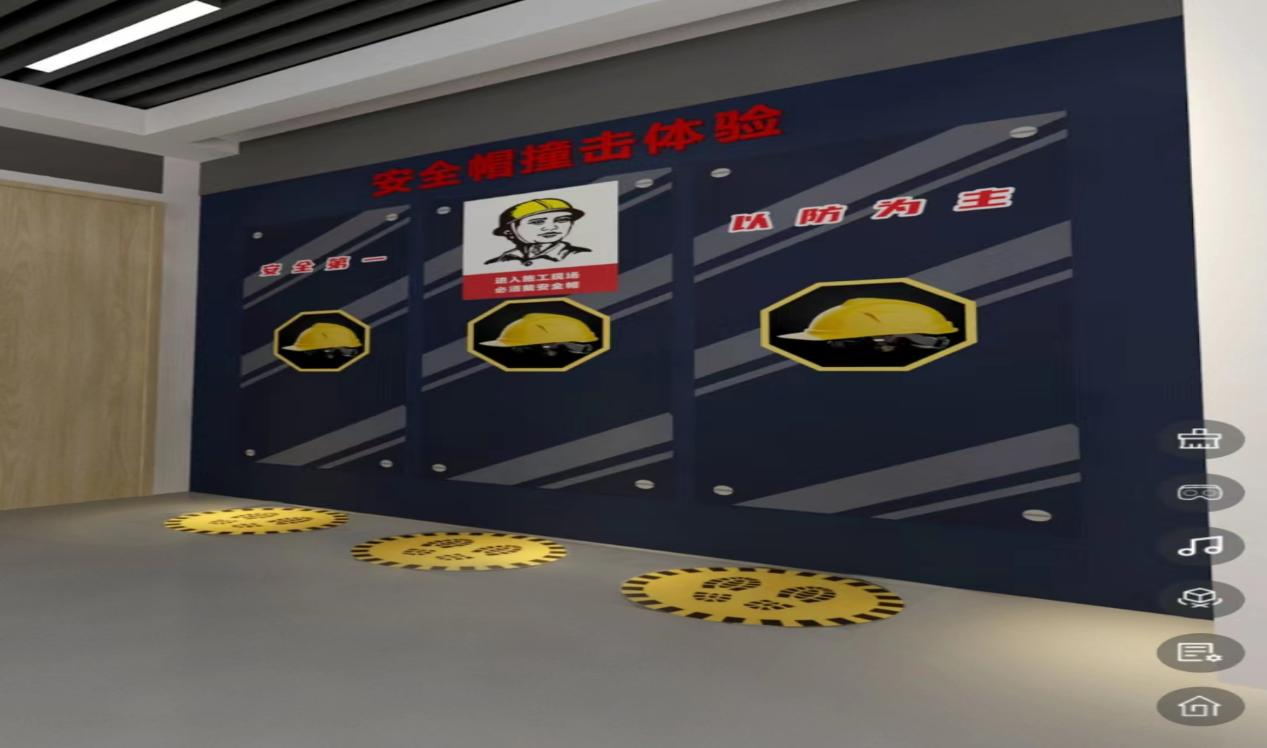 安全帽撞击体验
安全第一
进入施工现场
必须戴安全帽
以防为主